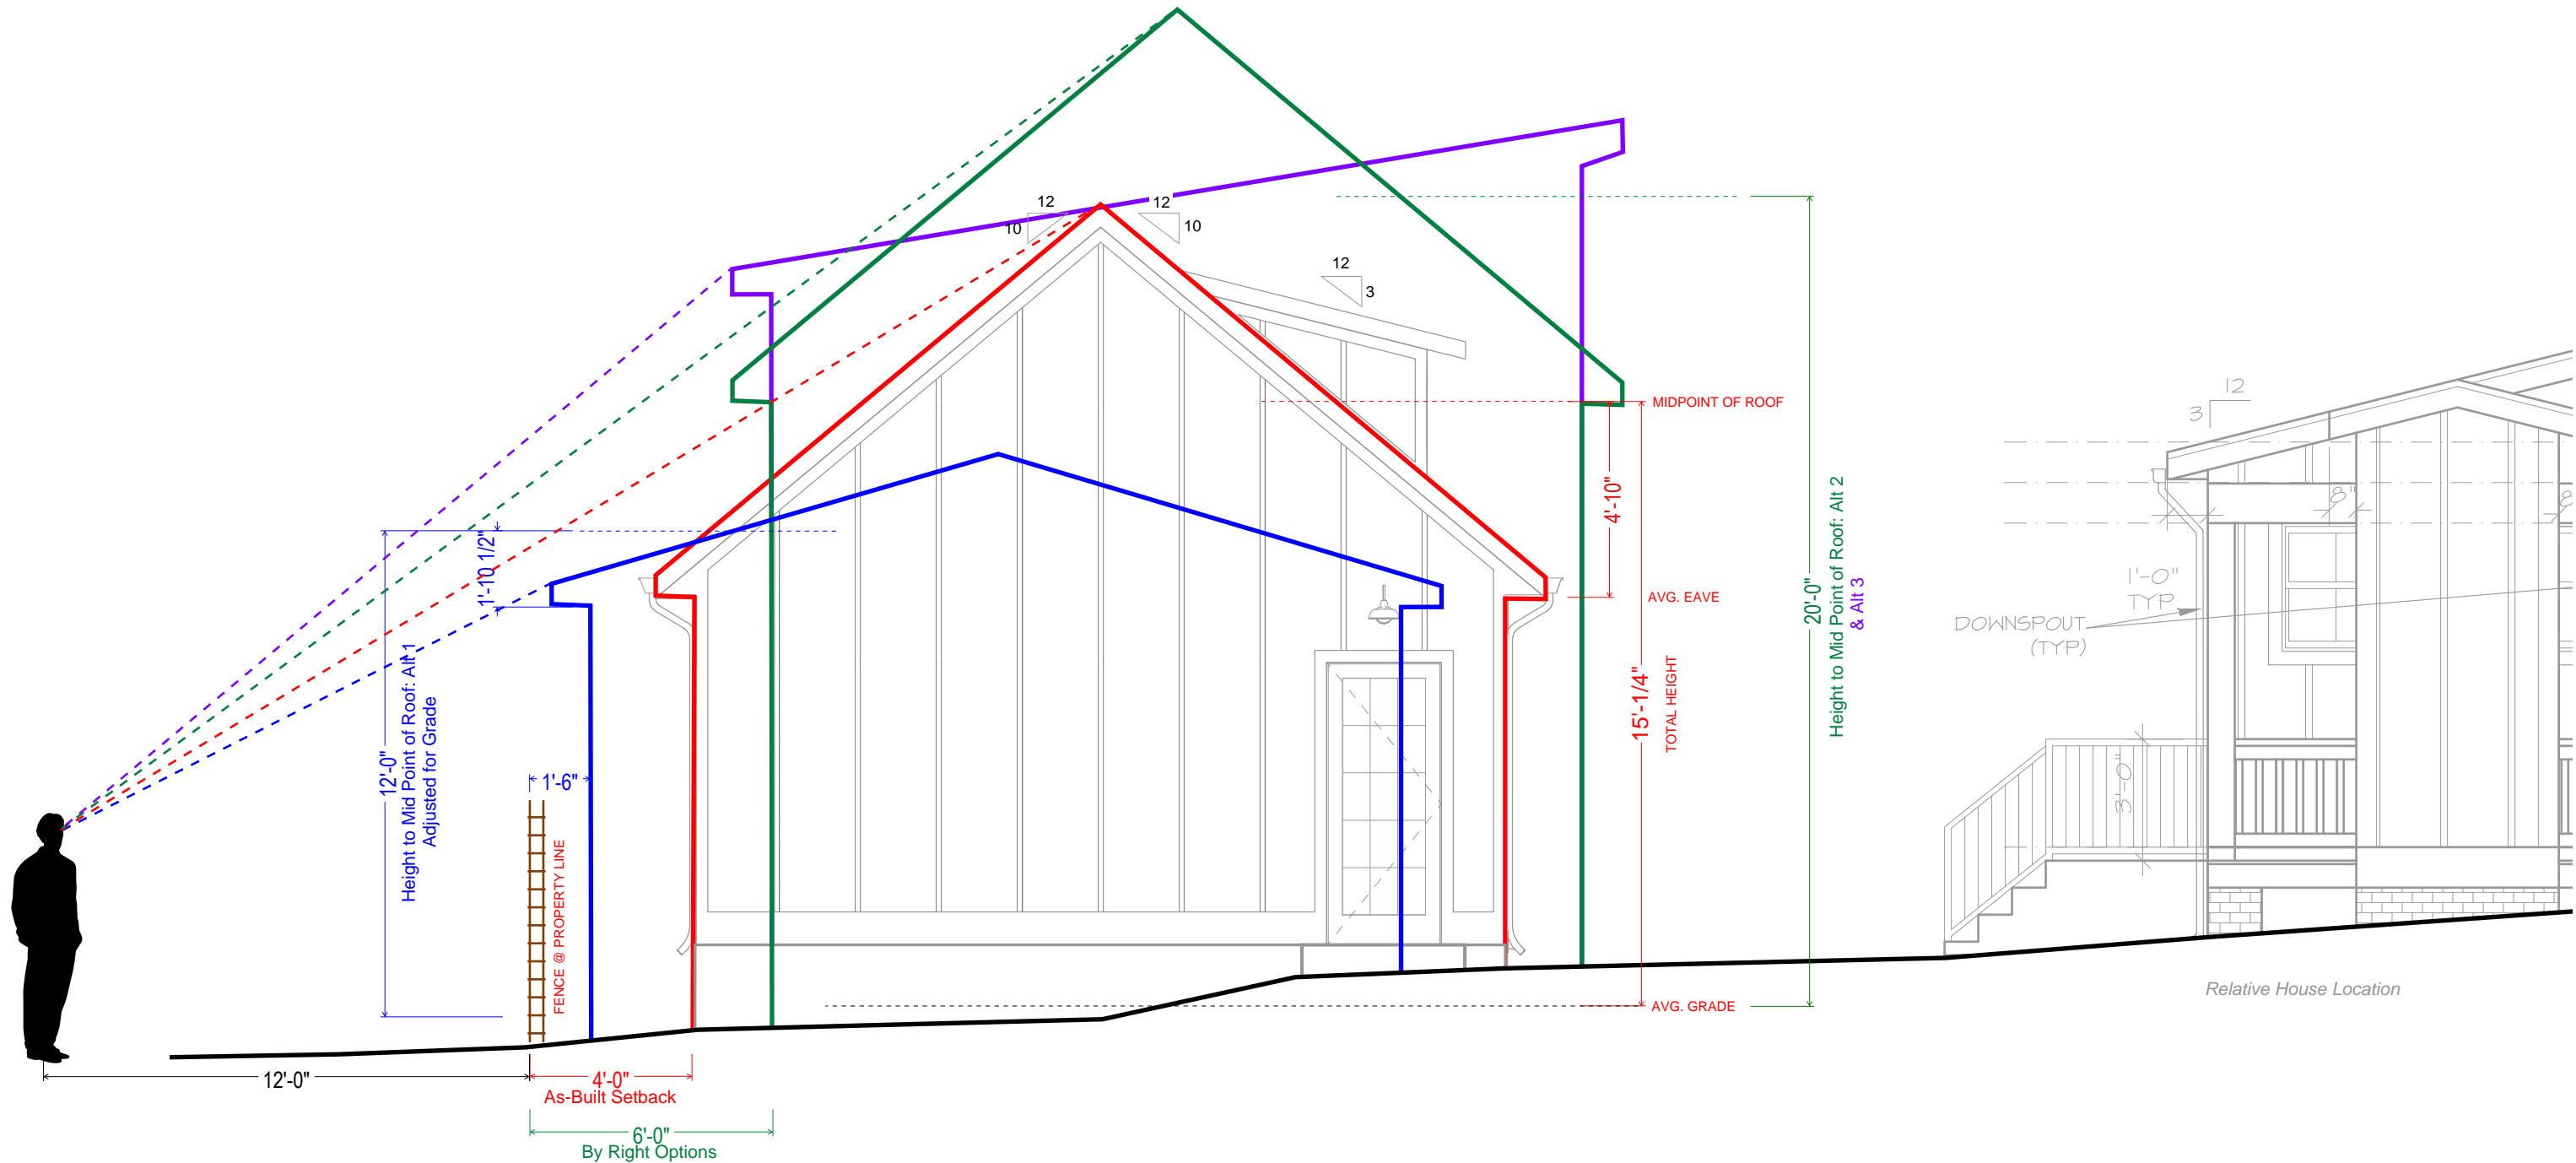 12
10
12
10
12
3
MIDPOINT OF ROOF
4'-10"
AVG. EAVE
15'-1/4"
TOTAL HEIGHT
AVG. GRADE
20'-0"
Height to Mid Point of Roof: Alt 2
& Alt 3
1'-10 1/2"
12'-0"
Height to Mid Point of Roof: Alt 1
Adjusted for Grade
1'-6"
FENCE @ PROPERTY LINE
12'-0"
4'-0"
As-Built Setback
6'-0"
By Right Options
12
3
8"
8
1'-0"
TYP.
DOWNSPOUT
(TYP)
3'-0"
Relative House Location